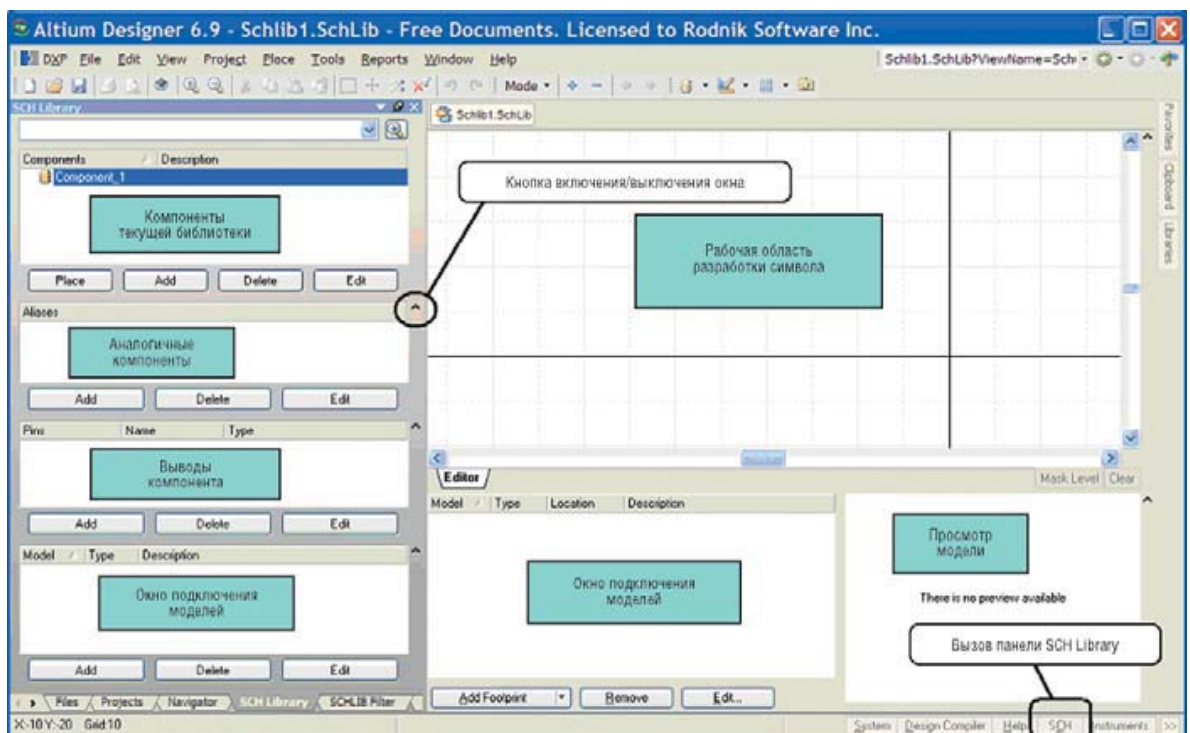 Altium Designer 6.9 - Schlib1.SchLib - Free Documents. Licensed to Rodnik Software Inc.
DXP File Edit View Project Place Tools Reports Window Help
Schlib1.SchLib?ViewName=Sch
Mode
SCH Library
Schlib1.SchLib
Components / Description
Component_1
Компоненты
текущей библиотеки
Place Add Delete Edit
Кнопка включения/выключения окна
Рабочая область
разработки символа
Favorites
Clipboard
Libraries
Aliases
Аналогичные
компоненты
Add Delete Edit
Pins Name Type
Выводы
компонента
Add Delete Edit
Model / Type Description
Окно подключения
моделей
Add Delete Edit
Editor
Mask Level Clear
Model / Type Location Description
Окно подключения
моделей
Просмотр
модели
There is no preview available
Вызов панели SCH Library
Add Footprint Remove Edit...
Files Projects Navigator SCH Library SCHLIB Filter
X:-10 Y:-20 Grid:10
System Design Compiler Help SCH Instruments >>